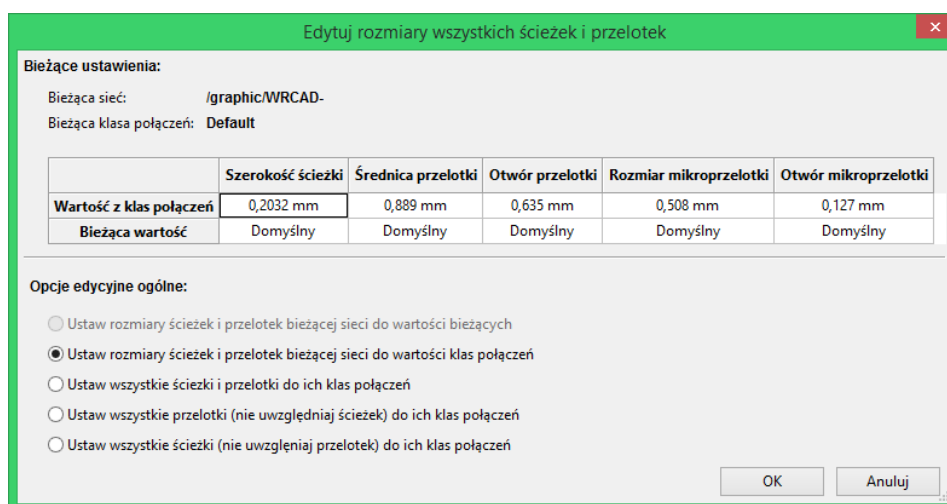 Edytuj rozmiary wszystkich ścieżek i przelotek
Bieżące ustawienia:
Bieżąca sieć: /graphic/WRCAD-
Bieżąca klasa połączeń: Default
Szerokość ścieżki Średnica przelotki Otwór przelotki Rozmiar mikroprzelotki Otwór mikroprzelotki
Wartość z klas połączeń 0,2032 mm 0,889 mm 0,635 mm 0,508 mm 0,127 mm
Bieżąca wartość Domyślny Domyślny Domyślny Domyślny Domyślny
Opcje edycyjne ogólne:
Ustaw rozmiary ścieżek i przelotek bieżącej sieci do wartości bieżących
Ustaw rozmiary ścieżek i przelotek bieżącej sieci do wartości klas połączeń
Ustaw wszystkie ściezki i przelotki do ich klas połączeń
Ustaw wszystkie przelotki (nie uwzględniaj ścieżek) do ich klas połączeń
Ustaw wszystkie ścieżki (nie uwzglęniaj przelotek) do ich klas połączeń
OK Anuluj